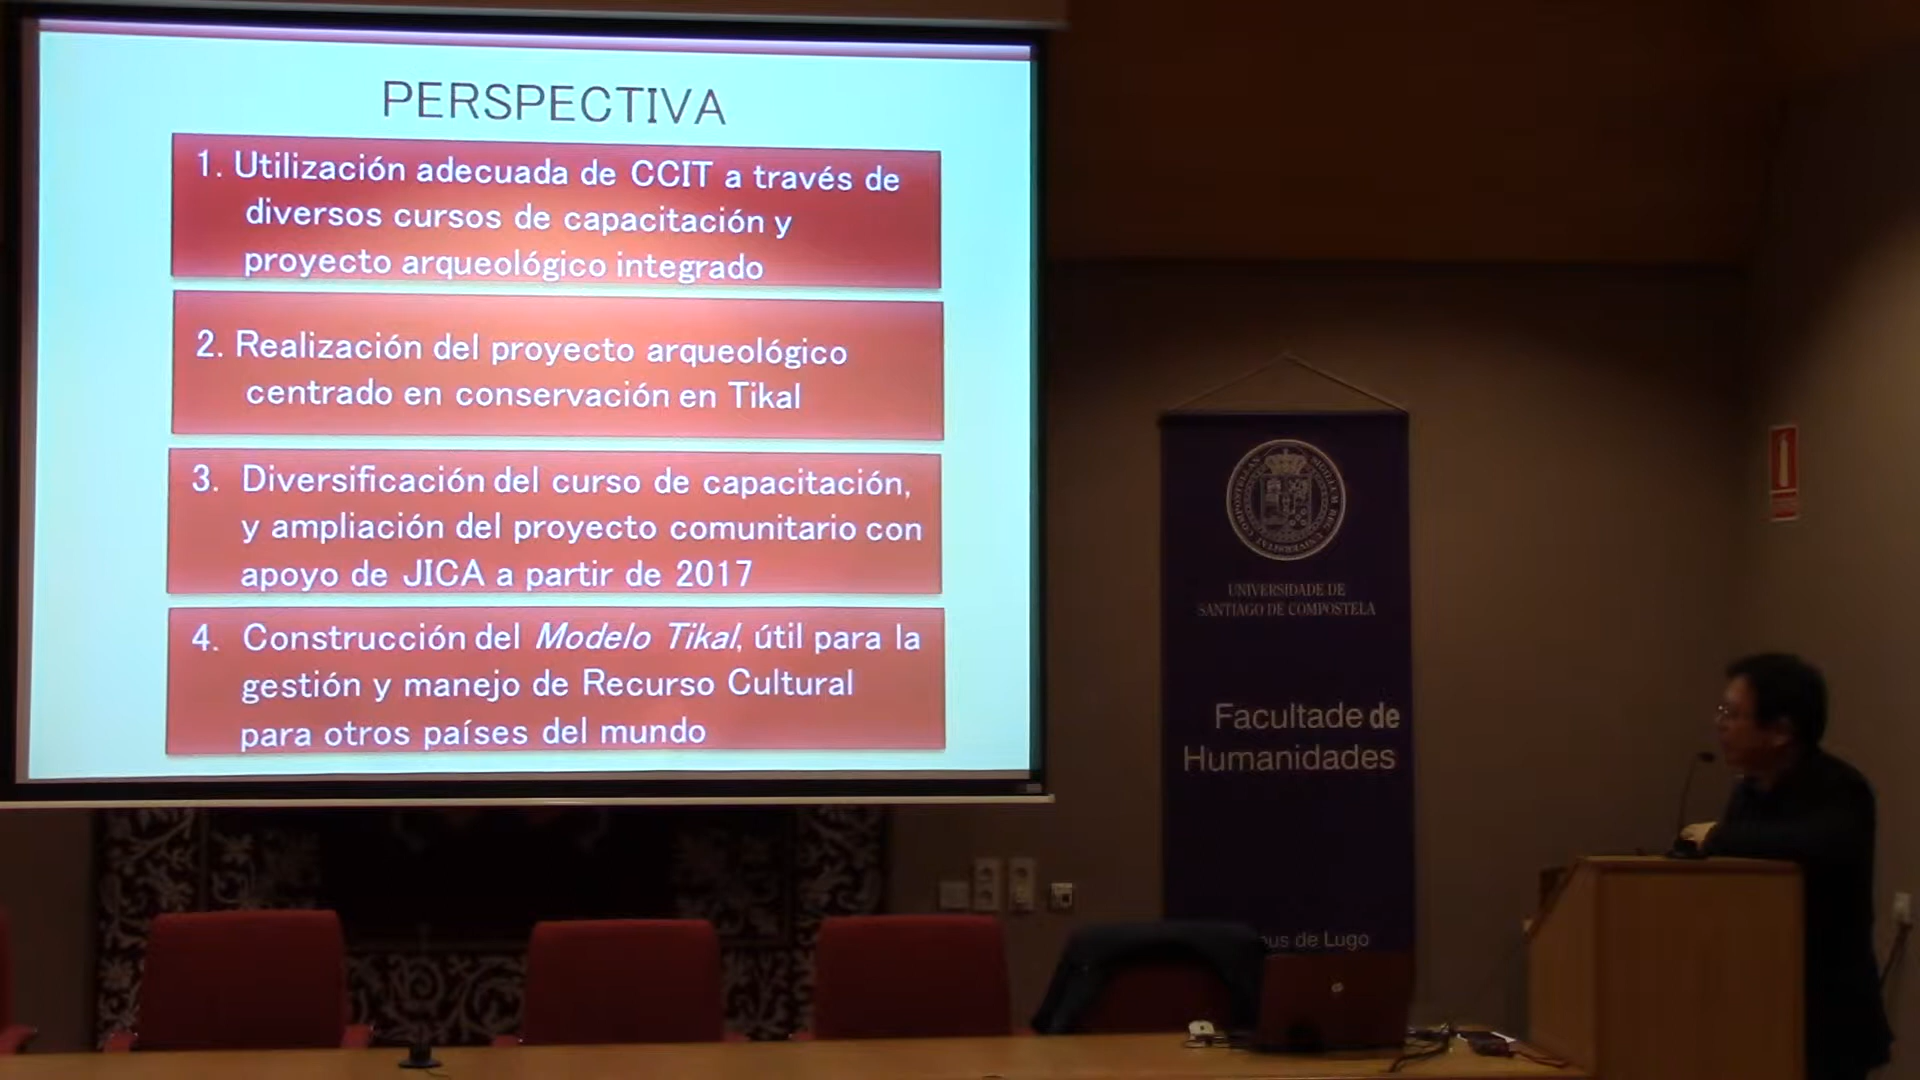 PERSPECTIVA
1. Utilización adecuada de CCIT a través de
diversos cursos de capacitación y
proyecto arqueológico integrado
2. Realización del proyecto arqueológico
centrado en conservación en Tikal
3. Diversificación del curso de capacitación,
y ampliación del proyecto comunitario con
apoyo de JICA a partir de 2017
4. Construcción del Modelo Tikal, útil para la
gestión y manejo de Recurso Cultural
para otros países del mundo
UNIVERSIDADE DE
SANTIAGO DE COMPOSTELA
Facultade de
Humanidades
de Lugo